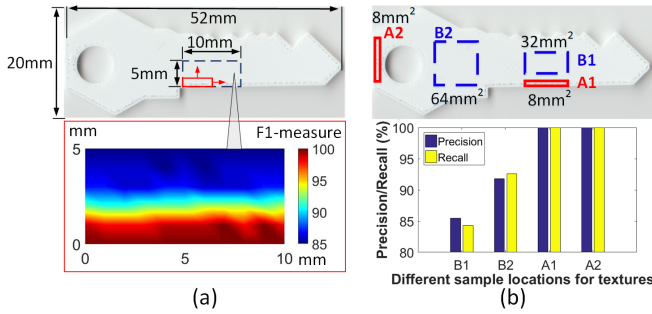 52mm
10mm
20mm
5mm
mm
F1-measure
5
0
0
5
10
mm
100
95
90
85
(a)
8mm²
A2
B2
32mm²
B1
A1
64mm²
8mm²
Precision/Recall (%)
100
95
90
85
80
Precision
Recall
B1
B2
A1
A2
Different sample locations for textures
(b)